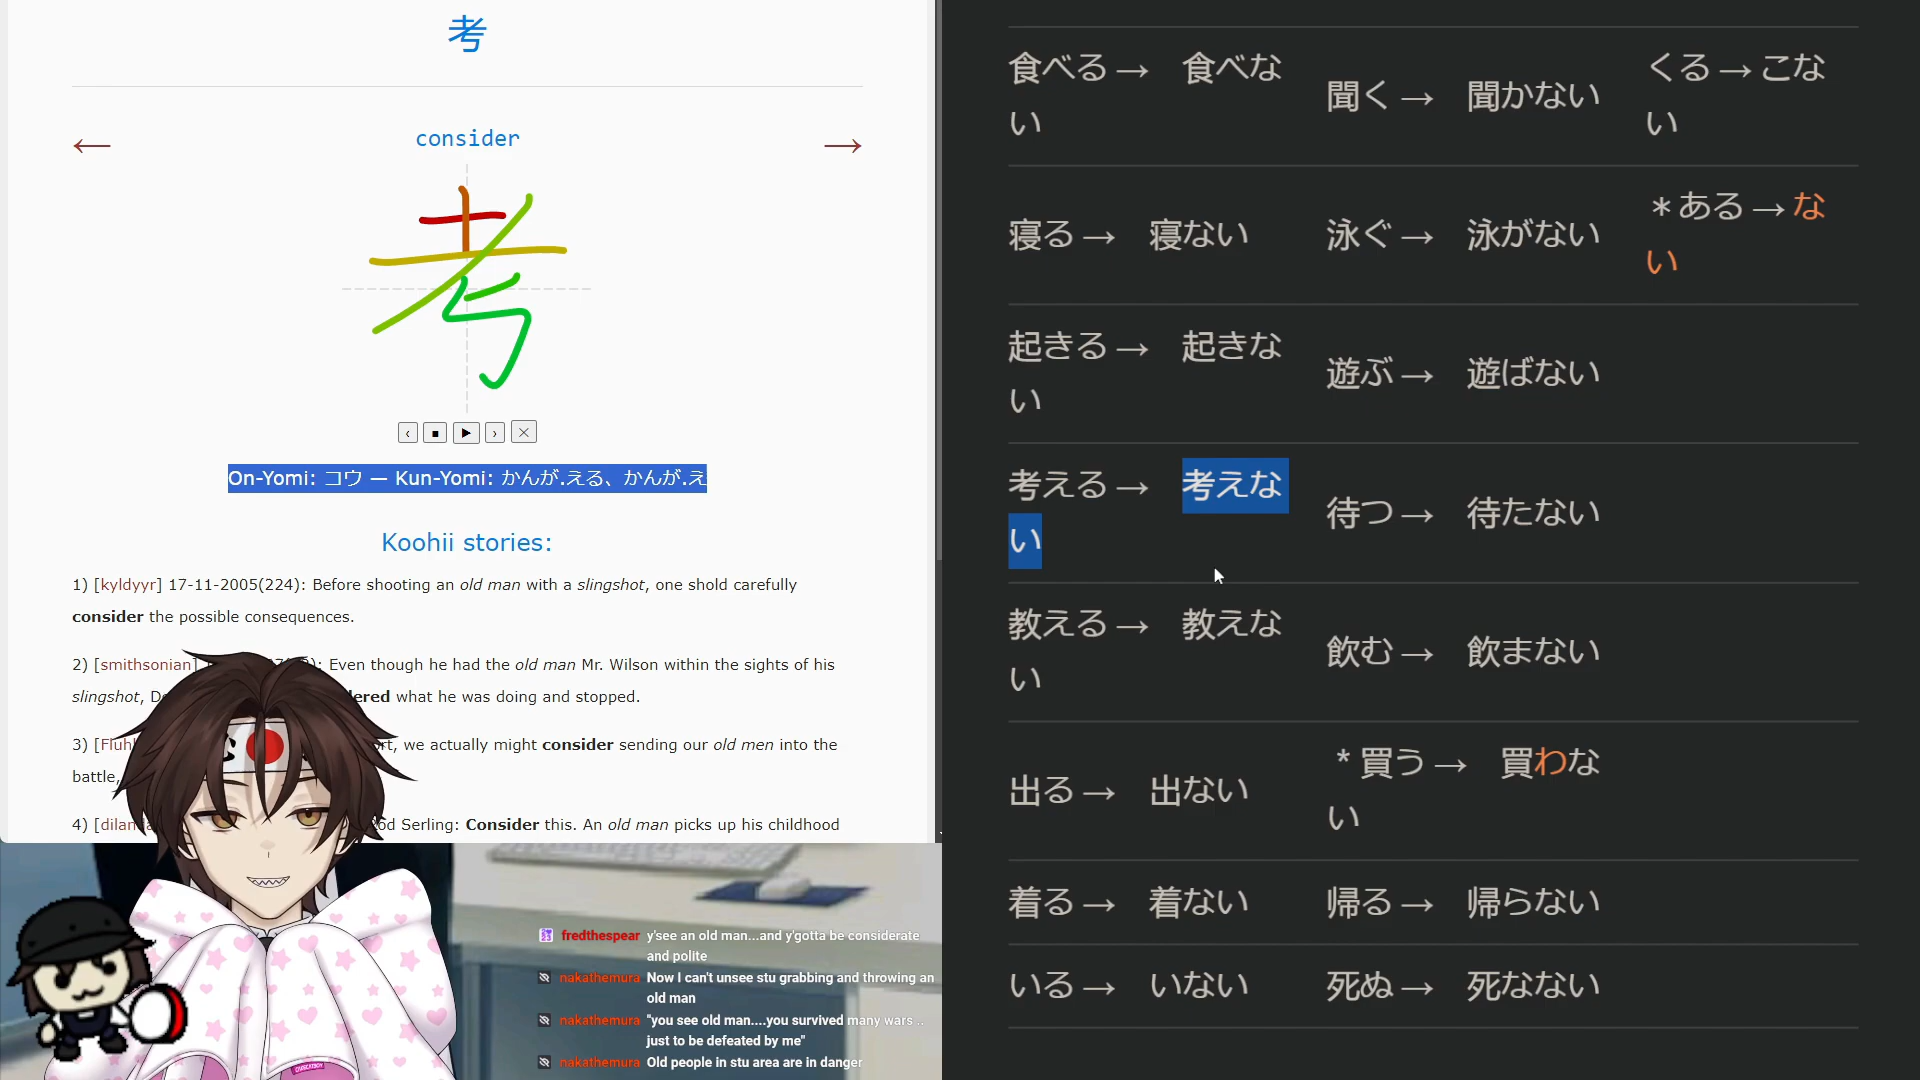 考
← →
consider
On-Yomi: コウ — Kun-Yomi: かんが.える、かんが.え
Koohii stories:
1) [kyldyyr] 17-11-2005(224): Before shooting an old man with a slingshot, one shold carefully
consider the possible consequences.
2) [smithsonian] : Even though he had the old man Mr. Wilson within the sights of his
slingshot, what he was doing and stopped.
3) we actually might consider sending our old men into the
battle,
4) Serling: Consider this. An old man picks up his childhood
fredthespear y'see an old man...and y'gotta be considerate
and polite
nakathemura Now I can't unsee stu grabbing and throwing an
old man
nakathemura "you see old man....you survived many wars ..
just to be defeated by me"
nakathemura Old people in stu area are in danger
食べる → 食べな
い
聞く → 聞かない
くる → こな
い
寝る → 寝ない
泳ぐ → 泳がない
＊ある → な
い
起きる → 起きな
い
遊ぶ → 遊ばない
考える → 考えな
い
待つ → 待たない
教える → 教えな
い
飲む → 飲まない
出る → 出ない
＊買う → 買わな
い
着る → 着ない
帰る → 帰らない
いる → いない
死ぬ → 死なない